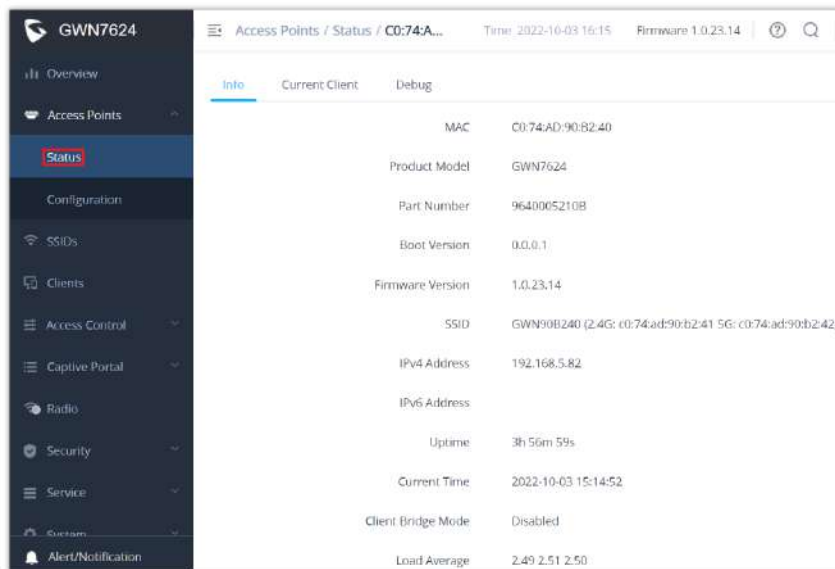 GWN7624
Access Points / Status / C0:74:A... Time 2022-10-03 16:15 Firmware 1.0.23.14
Overview
Info Current Client Debug
Access Points
MAC C0:74:AD:90:B2:40
Status
Product Model GWN7624
Configuration
Part Number 9640005210B
SSIDs
Boot Version 0.0.0.1
Clients
Firmware Version 1.0.23.14
Access Control
SSID GWN90B240 (2.4G: c0:74:ad:90:b2:41 5G: c0:74:ad:90:b2:42
Captive Portal
IPv4 Address 192.168.5.82
Radio
IPv6 Address
Security
Uptime 3h 56m 59s
Service
Current Time 2022-10-03 15:14:52
System
Client Bridge Mode Disabled
Alert/Notification
Load Average 2.49 2.51 2.50